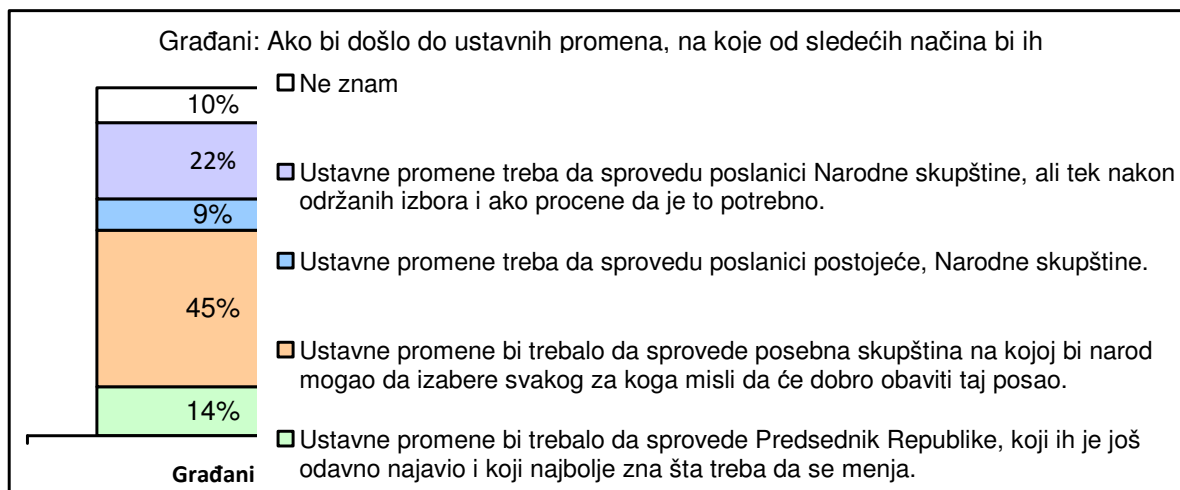 Građani: Ako bi došlo do ustavnih promena, na koje od sledećih načina bi ih
10%
22%
9%
45%
14%
Građani
Ne znam
Ustavne promene treba da sprovedu poslanici Narodne skupštine, ali tek nakon
održanih izbora i ako procene da je to potrebno.
Ustavne promene treba da sprovedu poslanici postojeće, Narodne skupštine.
Ustavne promene bi trebalo da sprovede posebna skupština na kojoj bi narod
mogao da izabere svakog za koga misli da će dobro obaviti taj posao.
Ustavne promene bi trebalo da sprovede Predsednik Republike, koji ih je još
odavno najavio i koji najbolje zna šta treba da se menja.